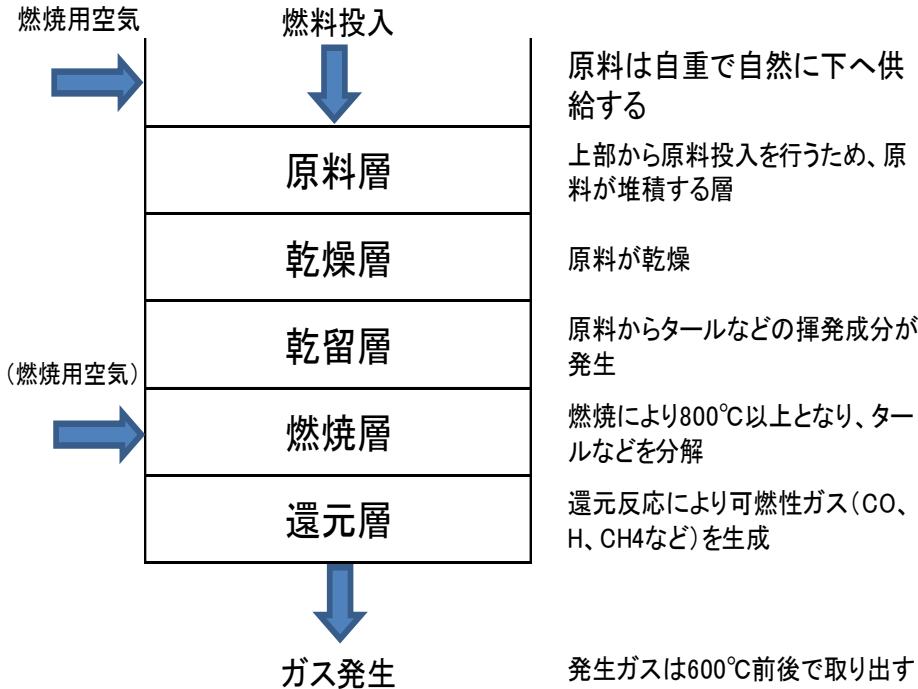 燃焼用空気
燃料投入
原料は自重で自然に下へ供
給する
原料層
上部から原料投入を行うため、原
料が堆積する層
乾燥層
原料が乾燥
乾留層
原料からタールなどの揮発成分が
発生
(燃焼用空気)
燃焼層
燃焼により800℃以上となり、ター
ルなどを分解
還元層
還元反応により可燃性ガス(CO、
H、CH4など)を生成
ガス発生
発生ガスは600℃前後で取り出す